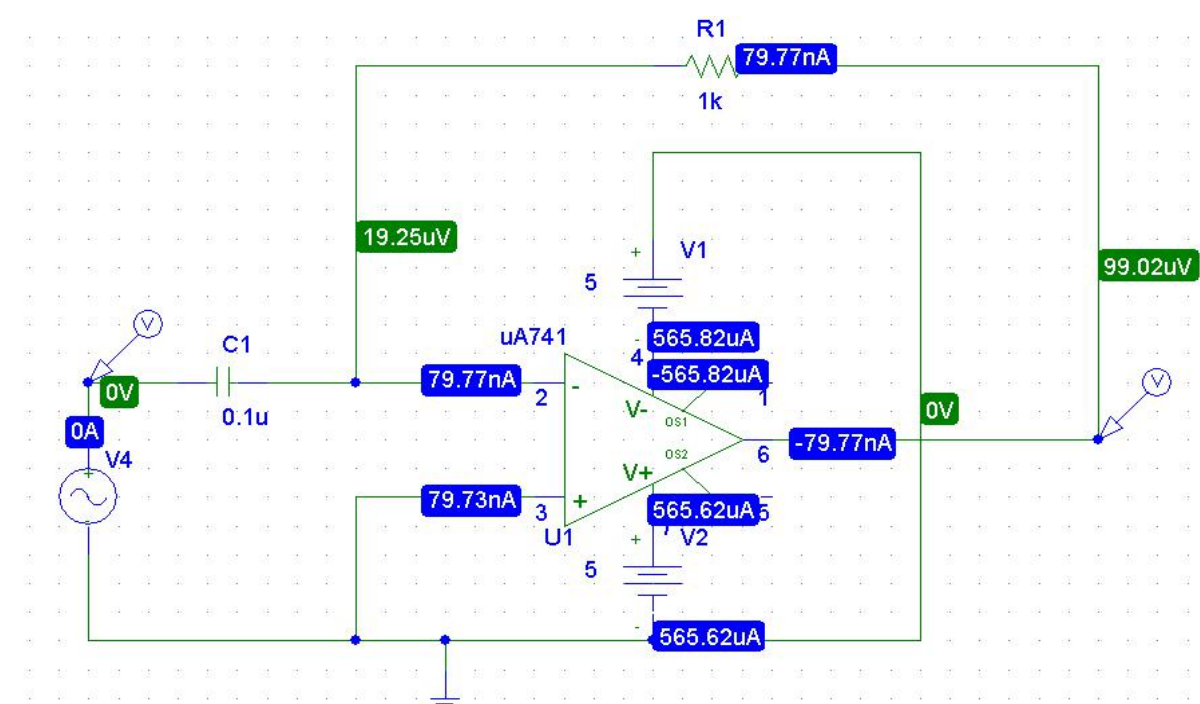 R1
79.77nA
1k
19.25uV
V1
+
5
99.02uV
uA741
565.82uA
-
4
-565.82uA
V
C1
79.77nA
-
2
1
V
0V
0.1u
V-
OS1
0V
0A
V4
+
-79.77nA
6
OS2
V+
79.73nA
+
3
565.62uA
5
U1
7
V2
+
5
-
565.62uA